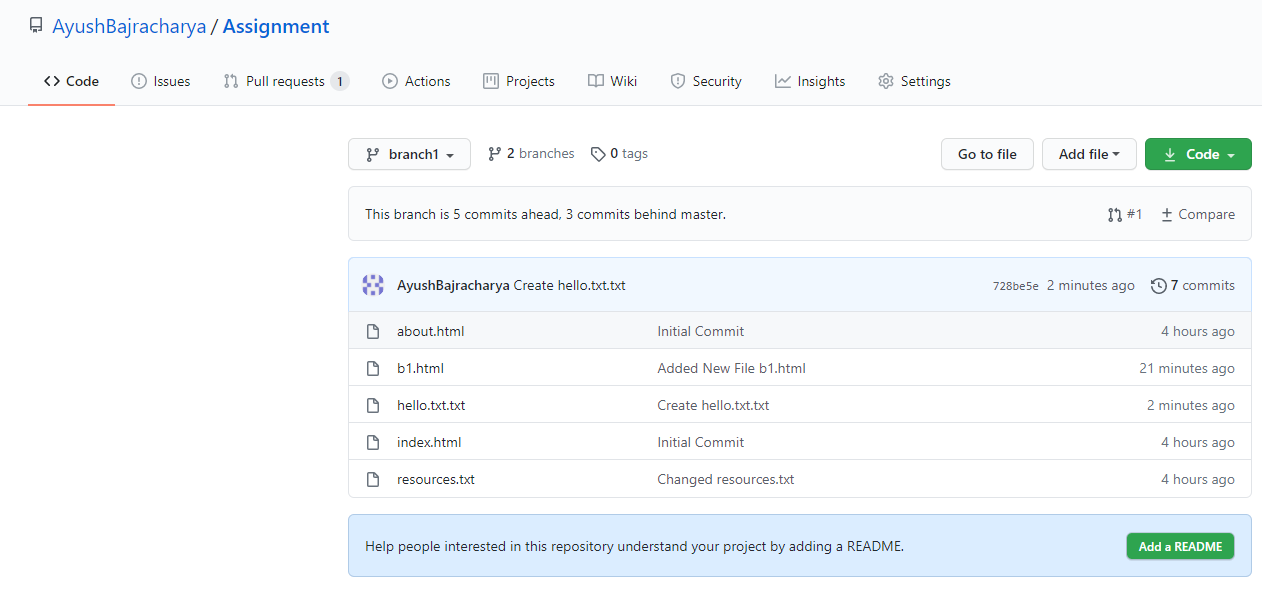 AyushBajracharya / Assignment
Code Issues Pull requests 1 Actions Projects Wiki Security Insights Settings
branch1 2 branches 0 tags Go to file Add file Code
This branch is 5 commits ahead, 3 commits behind master. #1 Compare
AyushBajracharya Create hello.txt.txt 728be5e 2 minutes ago 7 commits
about.html Initial Commit 4 hours ago
b1.html Added New File b1.html 21 minutes ago
hello.txt.txt Create hello.txt.txt 2 minutes ago
index.html Initial Commit 4 hours ago
resources.txt Changed resources.txt 4 hours ago
Help people interested in this repository understand your project by adding a README. Add a README